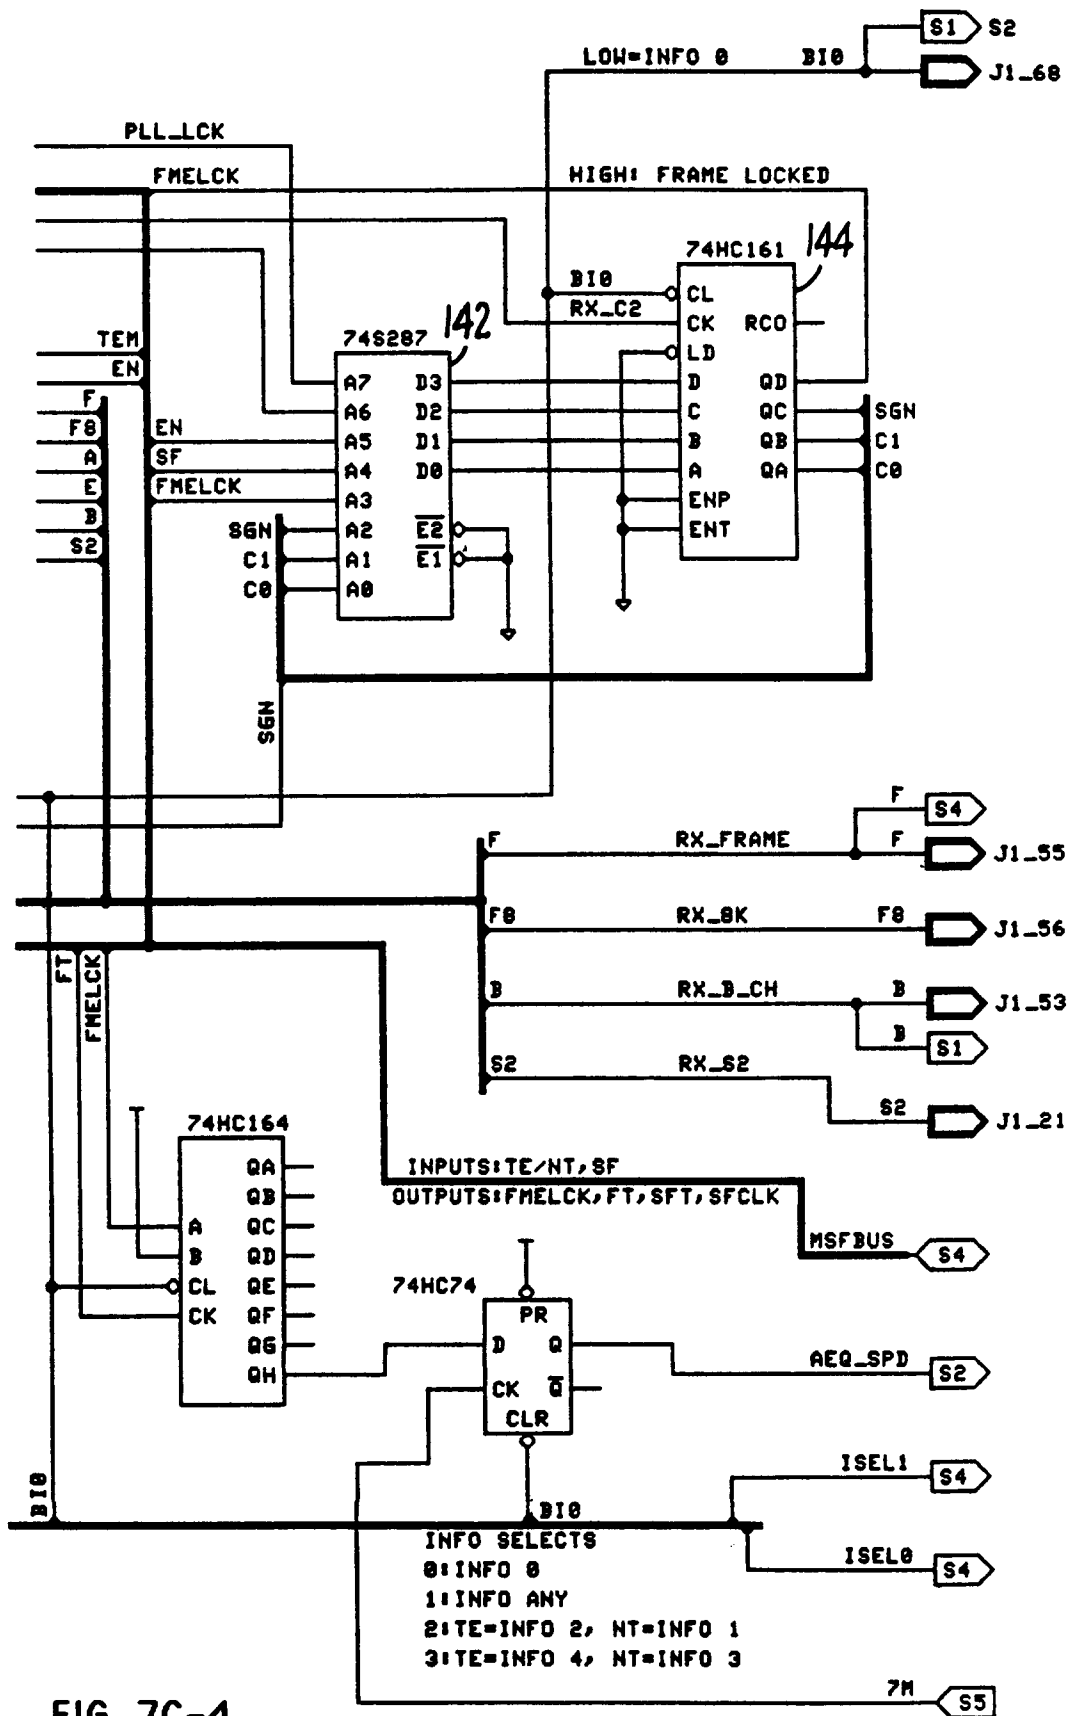 S1 S2
LOW=INFO 0 BI0
J1_68
PLL_LCK
FMELCK HIGH: FRAME LOCKED
74HC161 144
BI0 CL
RX_C2 CK RCO
74S287 142
LD
TEM
EN
A7 D3 D QD
F
A6 D2 C QC SGN
F8 EN A5 D1 B QB C1
A SF A4 D0 A QA C0
E FMELCK A3 ENP
B SGN A2 E2 ENT
S2 C1 A1 E1
C0 A0
SGN
F S4
F RX_FRAME F J1_55
F8 RX_8K F8 J1_56
FT
FMELCK
B RX_B_CH B J1_53
B S1
S2 RX_S2
S2 J1_21
74HC164
QA INPUTS:TE/NT,SF
QB OUTPUTS:FMELCK,FT,SFT,SFCLK
A QC
B QD MSFBUS S4
CL QE 74HC74
CK QF PR
QG D Q
QH AEQ_SPD S2
CK Q
CLR
BI0
ISEL1 S4
BI0
INFO SELECTS
0:INFO 0 ISEL0 S4
1:INFO ANY
2:TE=INFO 2, NT=INFO 1
3:TE=INFO 4, NT=INFO 3
7M S5
FIG. 7C-4